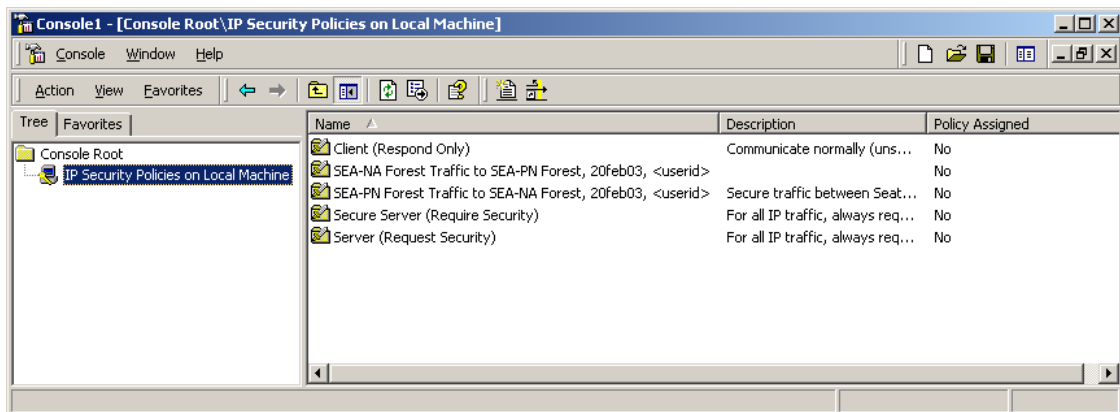 Console1 - [Console Root\IP Security Policies on Local Machine]
Console Window Help
Action View Favorites
Tree Favorites
Console Root
IP Security Policies on Local Machine
Name Description Policy Assigned
Client (Respond Only) Communicate normally (uns... No
SEA-NA Forest Traffic to SEA-PN Forest, 20feb03, <userid> No
SEA-PN Forest Traffic to SEA-NA Forest, 20feb03, <userid> Secure traffic between Seat... No
Secure Server (Require Security) For all IP traffic, always req... No
Server (Request Security) For all IP traffic, always req... No